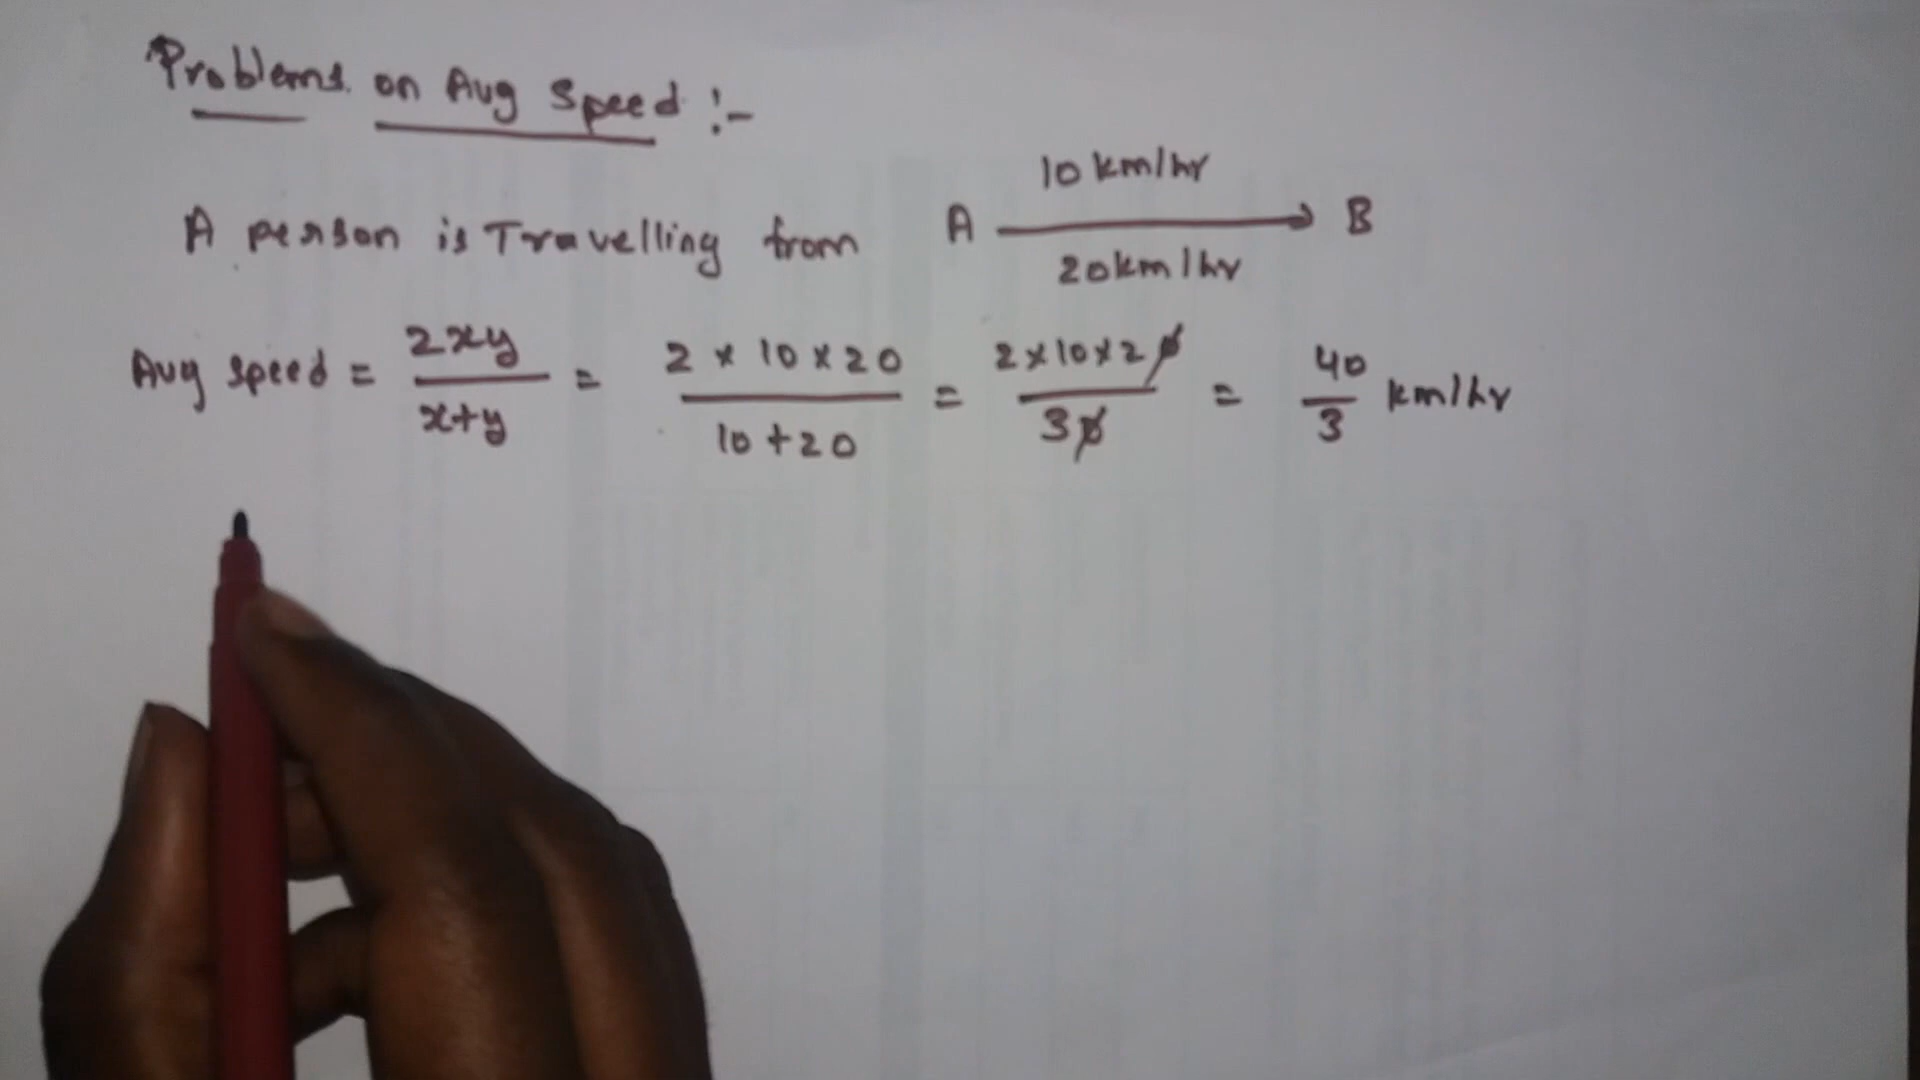 Problems on Avg Speed :-
10 km/hr
A person is Travelling from A → B
20km/hr
Avg speed = 2xy/x+y = 2 × 10 × 20/10+20 = 2×10×20/30 = 40/3 km/hr